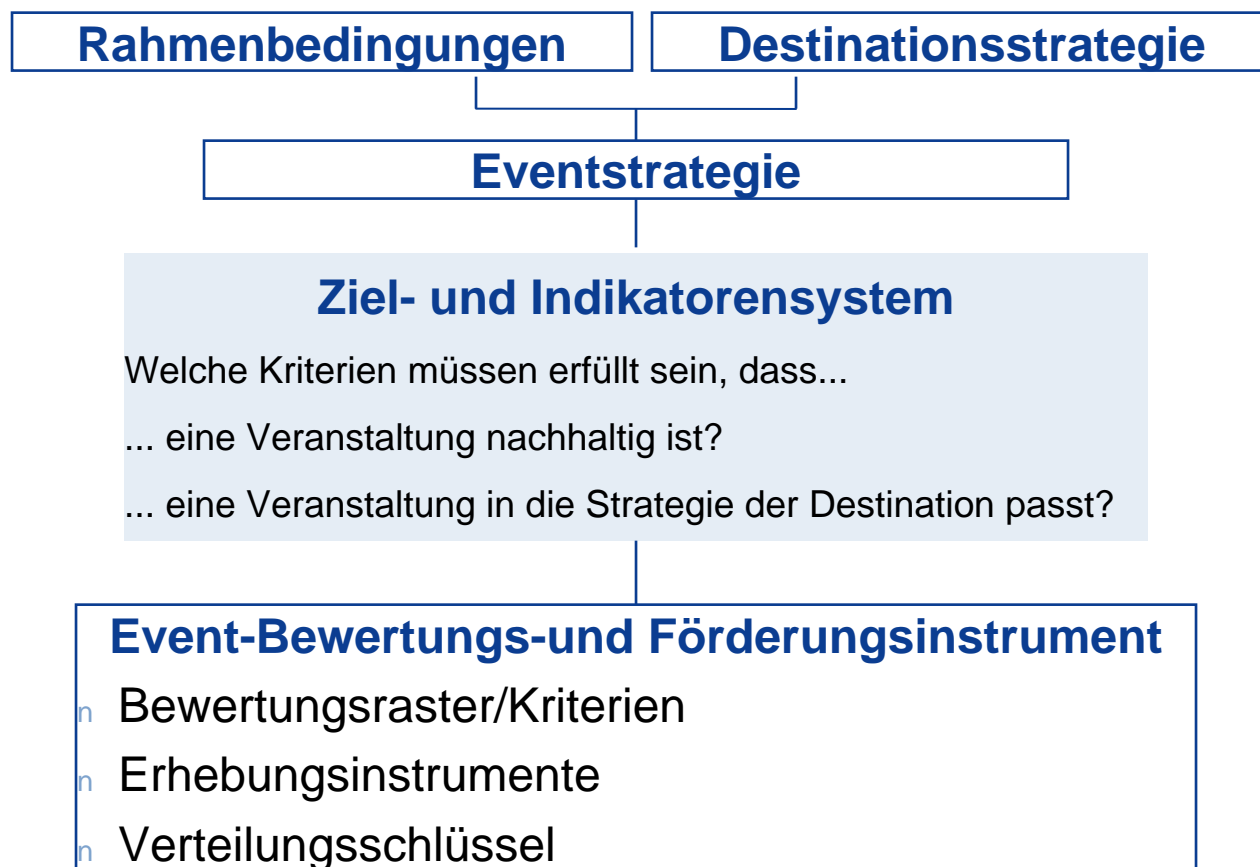 Rahmenbedingungen
Destinationsstrategie
Eventstrategie
Ziel- und Indikatorensystem
Welche Kriterien müssen erfüllt sein, dass...
... eine Veranstaltung nachhaltig ist?
... eine Veranstaltung in die Strategie der Destination passt?
Event-Bewertungs-und Förderungsinstrument
n Bewertungsraster/Kriterien
n Erhebungsinstrumente
n Verteilungsschlüssel